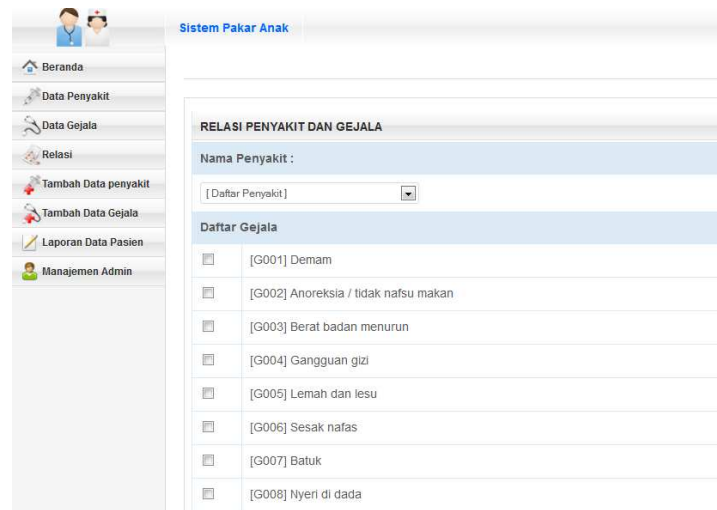 Sistem Pakar Anak
Beranda
Data Penyakit
Data Gejala
Relasi
Tambah Data penyakit
Tambah Data Gejala
Laporan Data Pasien
Manajemen Admin
RELASI PENYAKIT DAN GEJALA
Nama Penyakit :
[ Daftar Penyakit ]
Daftar Gejala
[G001] Demam
[G002] Anoreksia / tidak nafsu makan
[G003] Berat badan menurun
[G004] Gangguan gizi
[G005] Lemah dan lesu
[G006] Sesak nafas
[G007] Batuk
[G008] Nyeri di dada